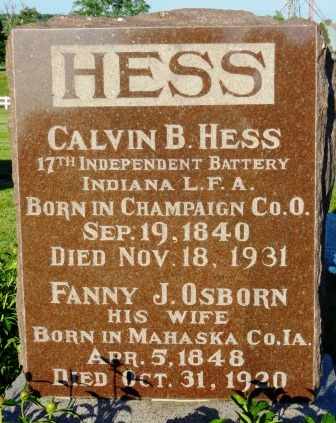 HESS
CALVIN B. HESS
17TH INDEPENDENT BATTERY
INDIANA L.F.A.
BORN IN CHAMPAIGN CO.O.
SEP. 19, 1840
DIED NOV. 18, 1931
FANNY J. OSBORN
HIS WIFE
BORN IN MAHASKA CO.IA.
APR. 5, 1848
DIED OCT. 31, 1920